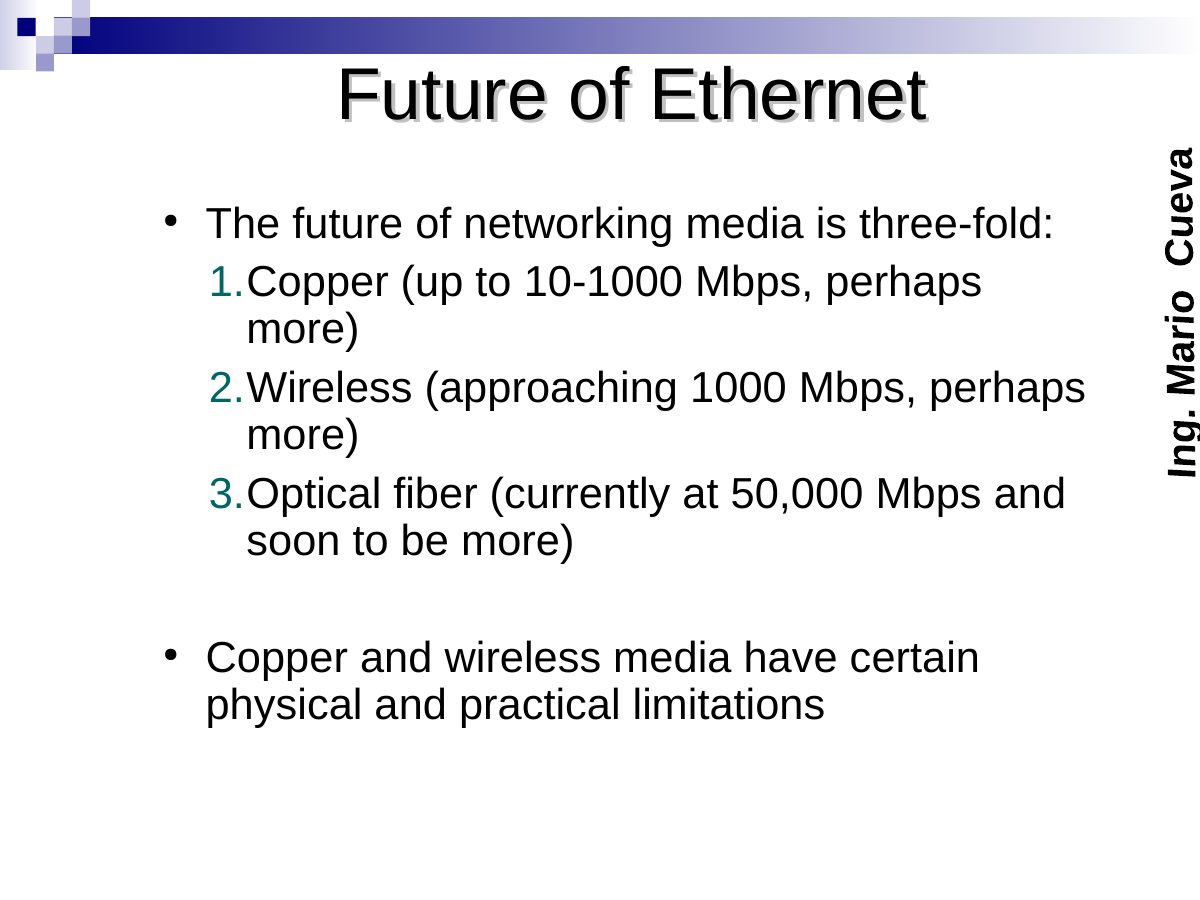 Future of Ethernet
• The future of networking media is three-fold:
1.Copper (up to 10-1000 Mbps, perhaps
more)
2.Wireless (approaching 1000 Mbps, perhaps
more)
3.Optical fiber (currently at 50,000 Mbps and
soon to be more)
• Copper and wireless media have certain
physical and practical limitations
Ing. Mario  Cueva